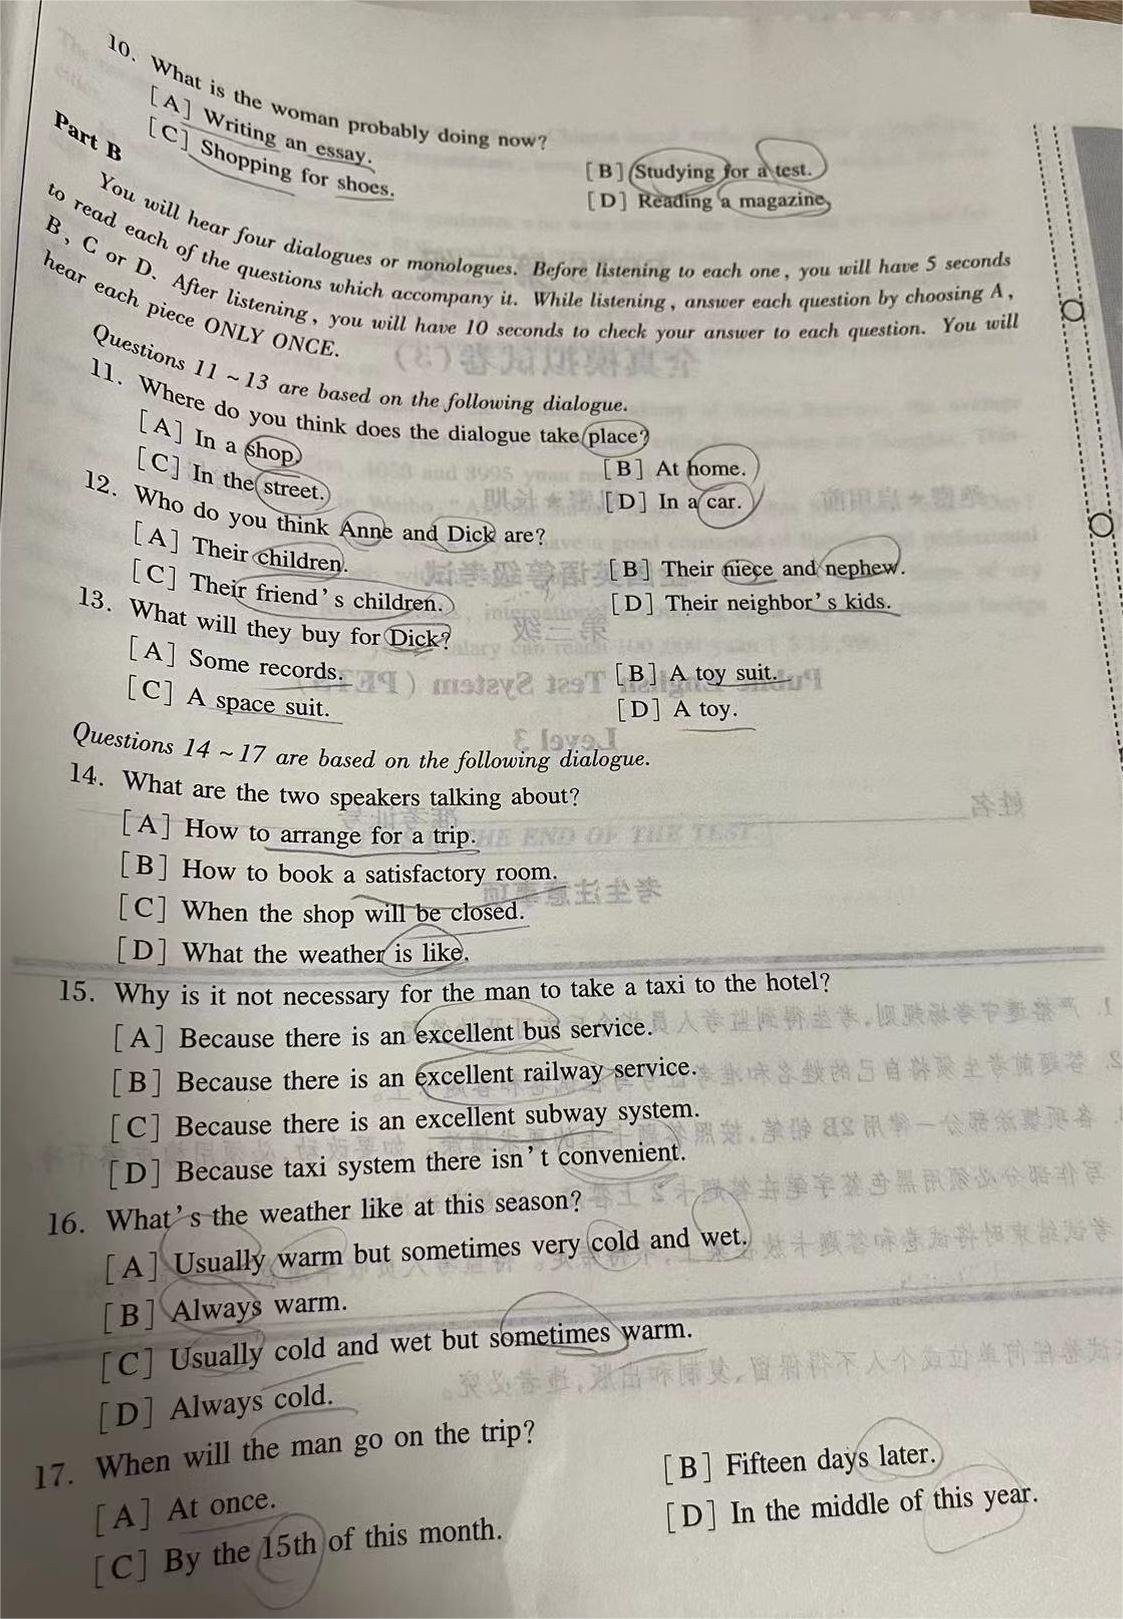 10. What is the woman probably doing now?
[A] Writing an essay.
[B] Studying for a test.
[C] Shopping for shoes.
[D] Reading a magazine.
Part B
You will hear four dialogues or monologues. Before listening to each one, you will have 5 seconds
to read each of the questions which accompany it. While listening, answer each question by choosing A,
B, C or D. After listening, you will have 10 seconds to check your answer to each question. You will
hear each piece ONLY ONCE.
Questions 11 ~ 13 are based on the following dialogue.
11. Where do you think does the dialogue take place?
[A] In a shop.
[B] At home.
[C] In the street.
[D] In a car.
12. Who do you think Anne and Dick are?
[A] Their children.
[B] Their niece and nephew.
[C] Their friend's children.
[D] Their neighbor's kids.
13. What will they buy for Dick?
[A] Some records.
[B] A toy suit.
[C] A space suit.
[D] A toy.
Questions 14 ~ 17 are based on the following dialogue.
14. What are the two speakers talking about?
[A] How to arrange for a trip.
[B] How to book a satisfactory room.
[C] When the shop will be closed.
[D] What the weather is like.
15. Why is it not necessary for the man to take a taxi to the hotel?
[A] Because there is an excellent bus service.
[B] Because there is an excellent railway service.
[C] Because there is an excellent subway system.
[D] Because taxi system there isn't convenient.
16. What's the weather like at this season?
[A] Usually warm but sometimes very cold and wet.
[B] Always warm.
[C] Usually cold and wet but sometimes warm.
[D] Always cold.
17. When will the man go on the trip?
[A] At once.
[B] Fifteen days later.
[C] By the 15th of this month.
[D] In the middle of this year.